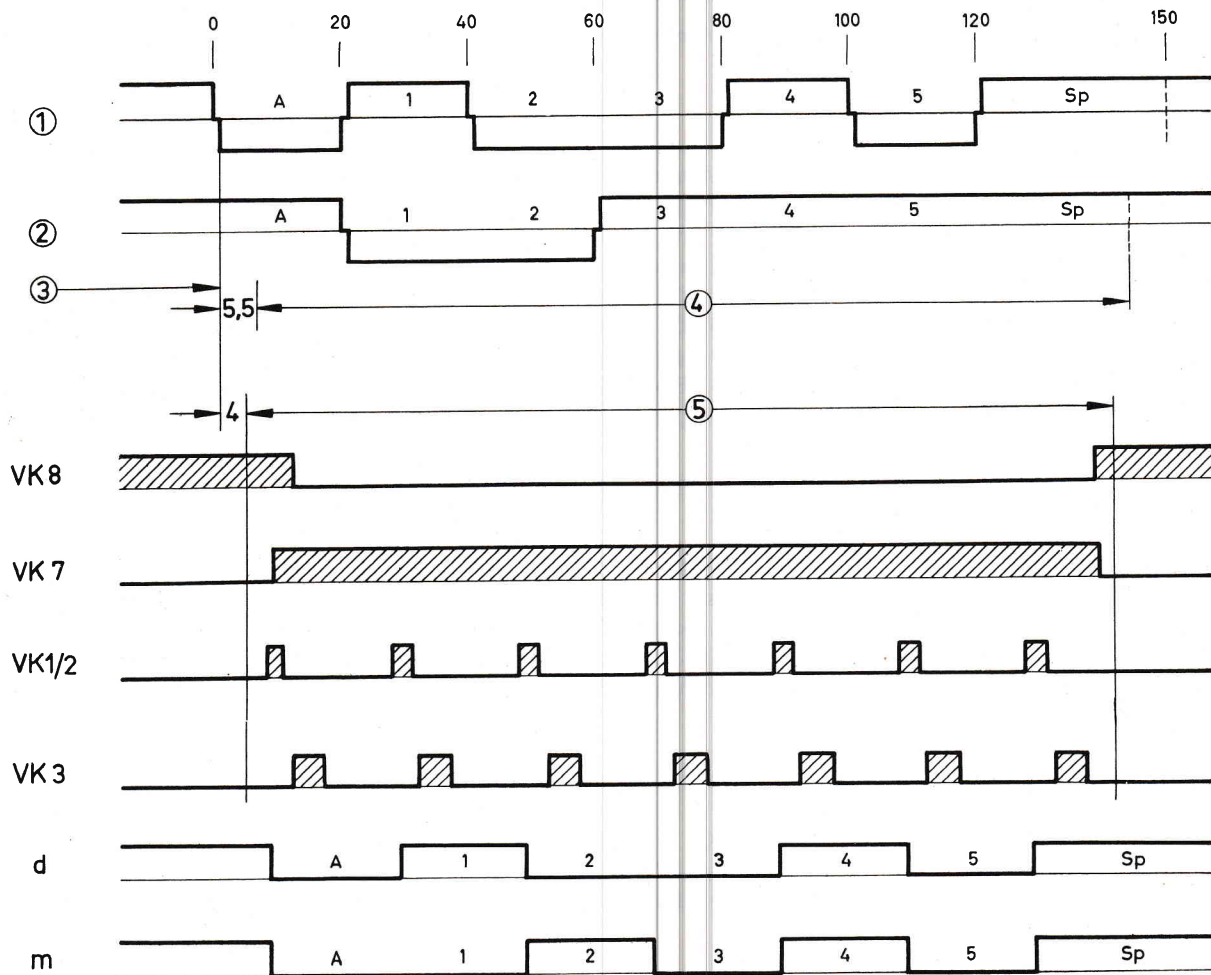 0 20 40 60 80 100 120 150
① A 1 2 3 4 5 Sp
② A 1 2 3 4 5 Sp
③
5,5 ④
4 ⑤
VK 8
VK 7
VK1/2
VK 3
d A 1 2 3 4 5 Sp
m A 1 2 3 4 5 Sp